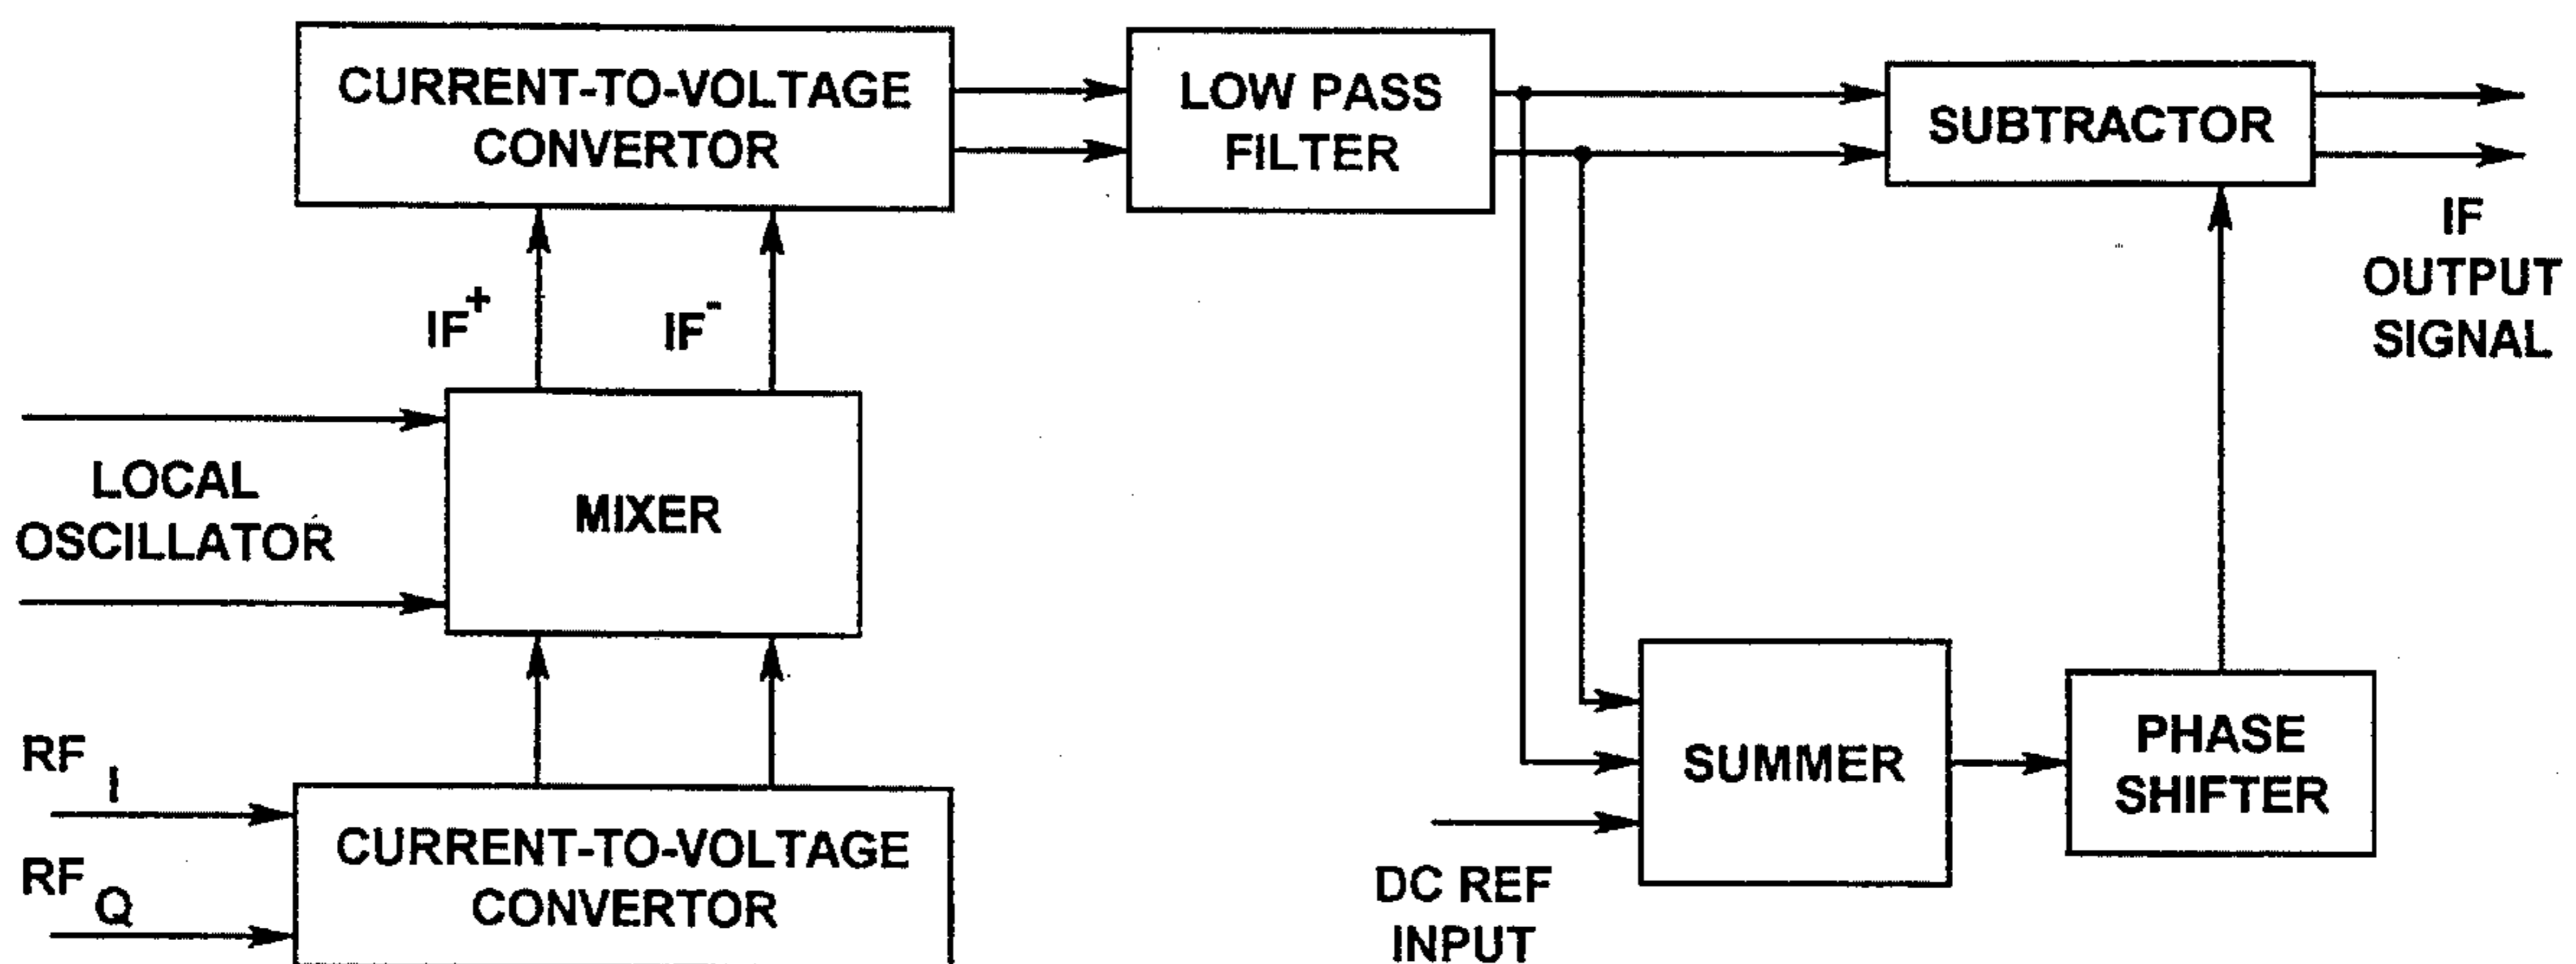 CURRENT-TO-VOLTAGE
CONVERTOR
LOW PASS
FILTER
SUBTRACTOR
IF
OUTPUT
SIGNAL
IF+
IF-
LOCAL
OSCILLATOR
MIXER
RF I
RF Q
CURRENT-TO-VOLTAGE
CONVERTOR
SUMMER
PHASE
SHIFTER
DC REF
INPUT